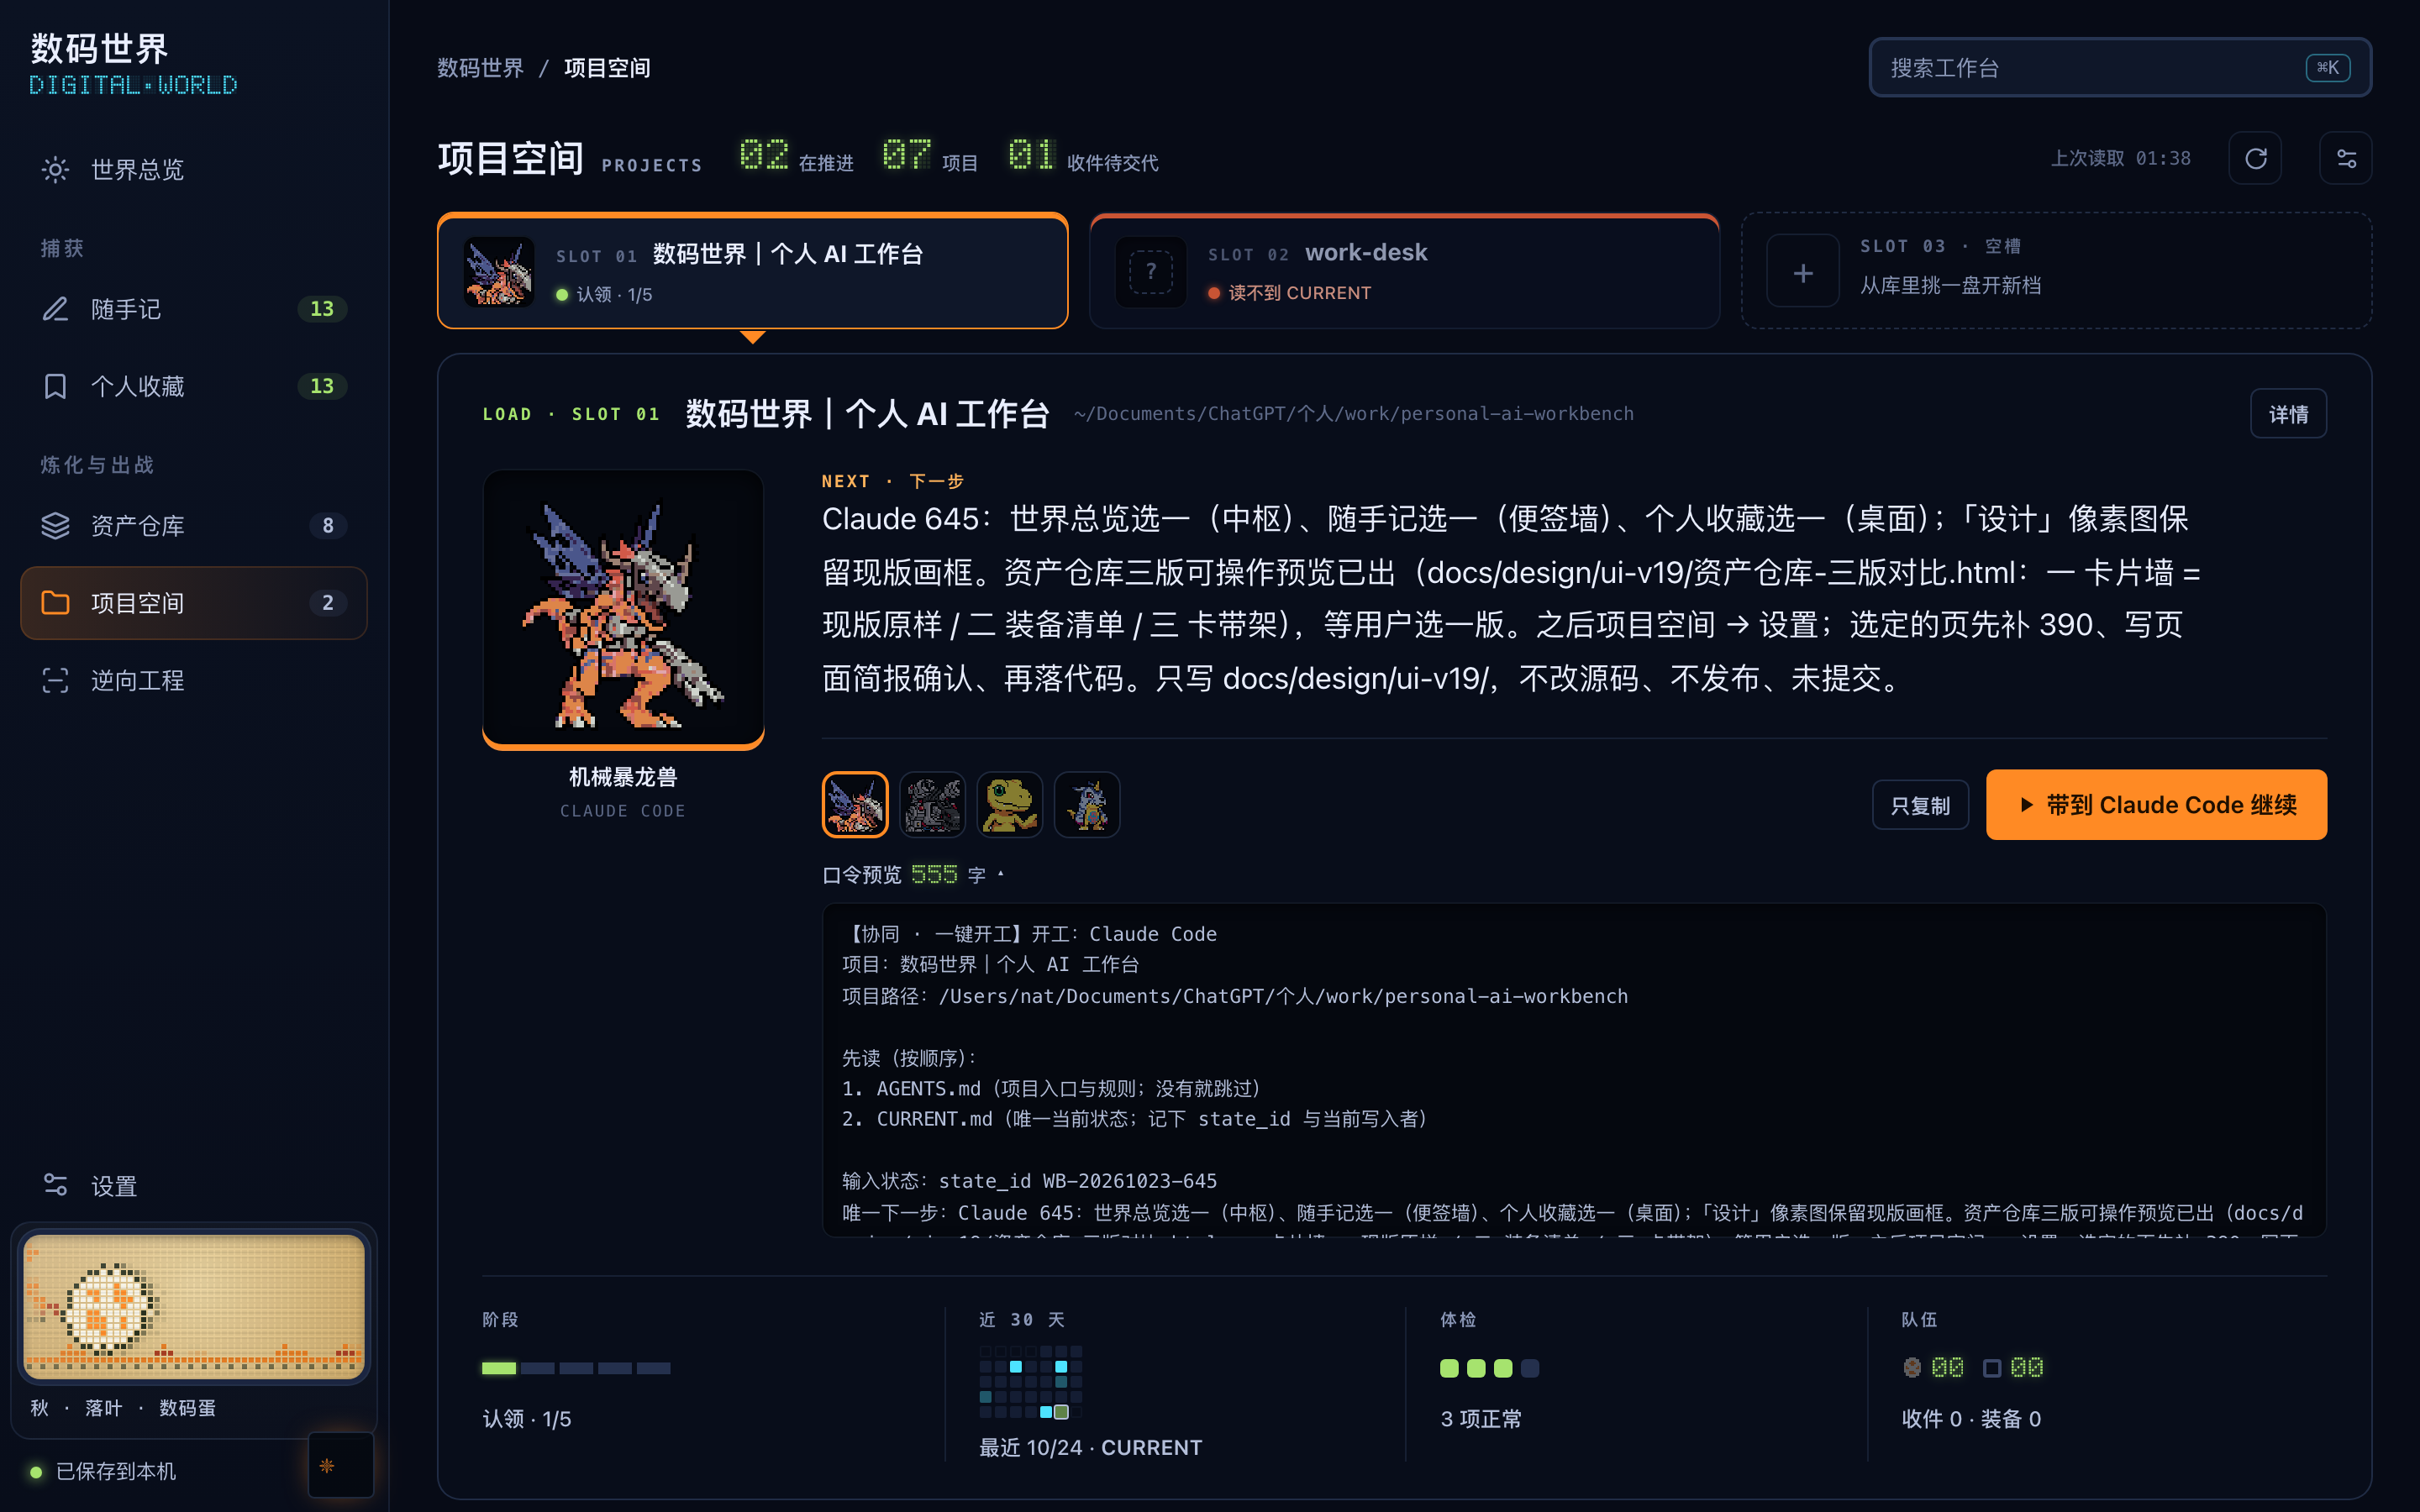 数码世界
DIGITAL·WORLD
世界总览
捕获
随手记 13
个人收藏 13
炼化与出战
资产仓库 8
项目空间 2
逆向工程
设置
秋 · 落叶 · 数码蛋
已保存到本机
数码世界 / 项目空间
搜索工作台 ⌘K
项目空间 PROJECTS 02 在推进 07 项目 01 收件待交代
上次读取 01:38
SLOT 01 数码世界｜个人 AI 工作台
认领 · 1/5
?
SLOT 02 work-desk
读不到 CURRENT
+
SLOT 03 · 空槽
从库里挑一盘开新档
LOAD · SLOT 01 数码世界｜个人 AI 工作台 ~/Documents/ChatGPT/个人/work/personal-ai-workbench
详情
机械暴龙兽
CLAUDE CODE
NEXT · 下一步
Claude 645：世界总览选一（中枢）、随手记选一（便签墙）、个人收藏选一（桌面）；「设计」像素图保
留现版画框。资产仓库三版可操作预览已出（docs/design/ui-v19/资产仓库-三版对比.html：一 卡片墙 =
现版原样 / 二 装备清单 / 三 卡带架），等用户选一版。之后项目空间 → 设置；选定的页先补 390、写页
面简报确认、再落代码。只写 docs/design/ui-v19/，不改源码、不发布、未提交。
只复制
带到 Claude Code 继续
口令预览 555 字
【协同 · 一键开工】开工：Claude Code
项目：数码世界｜个人 AI 工作台
项目路径：/Users/nat/Documents/ChatGPT/个人/work/personal-ai-workbench
先读（按顺序）：
1. AGENTS.md（项目入口与规则；没有就跳过）
2. CURRENT.md（唯一当前状态；记下 state_id 与当前写入者）
输入状态：state_id WB-20261023-645
唯一下一步：Claude 645：世界总览选一（中枢）、随手记选一（便签墙）、个人收藏选一（桌面）；「设计」像素图保留现版画框。资产仓库三版可操作预览已出（docs/d
阶段
认领 · 1/5
近 30 天
最近 10/24 · CURRENT
体检
3 项正常
队伍
00 00
收件 0 · 装备 0